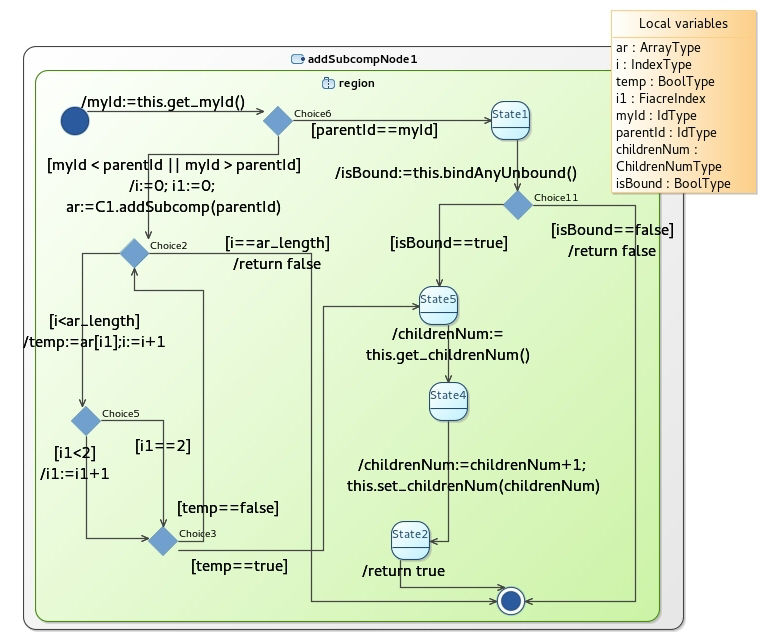 Local variables
ar : ArrayType
i : IndexType
temp : BoolType
i1 : FiacreIndex
myId : IdType
parentId : IdType
childrenNum :
ChildrenNumType
isBound : BoolType
addSubcompNode1
region
/myId:=this.get_myId()
Choice6
State1
[parentId==myId]
[myId < parentId || myId > parentId]
/i:=0; i1:=0;
ar:=C1.addSubcomp(parentId)
/isBound:=this.bindAnyUnbound()
Choice11
Choice2
[i==ar_length]
/return false
[isBound==true]
[isBound==false]
/return false
State5
[i<ar_length]
/temp:=ar[i1];i:=i+1
/childrenNum:=
this.get_childrenNum()
State4
Choice5
[i1<2]
/i1:=i1+1
[i1==2]
/childrenNum:=childrenNum+1;
this.set_childrenNum(childrenNum)
[temp==false]
Choice3
State2
[temp==true]
/return true